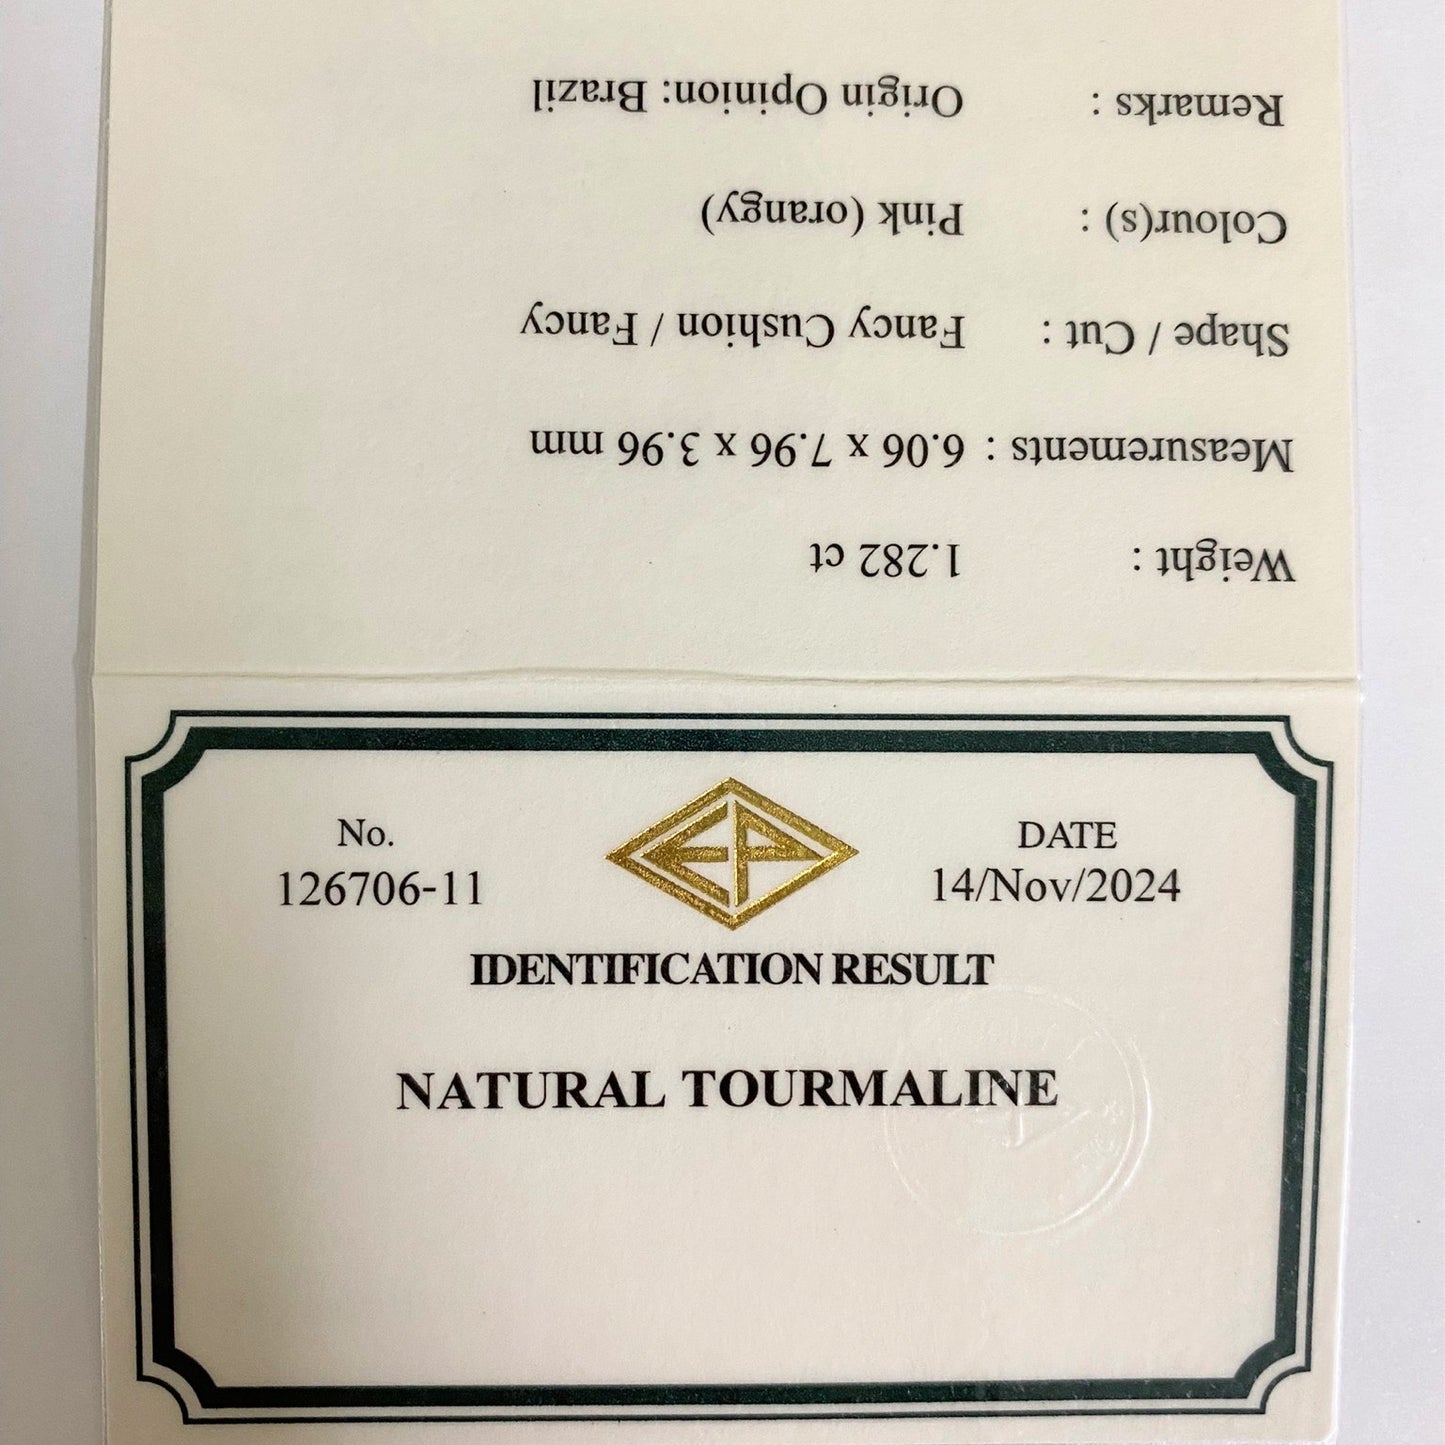 Weight : 1.282 ct
Measurements : 6.06 x 7.96 x 3.96 mm
Shape / Cut : Fancy Cushion / Fancy
Colour(s) : Pink (orangy)
Remarks : Origin Opinion: Brazil
No.
126706-11
EP
DATE
14/Nov/2024
IDENTIFICATION RESULT
NATURAL TOURMALINE